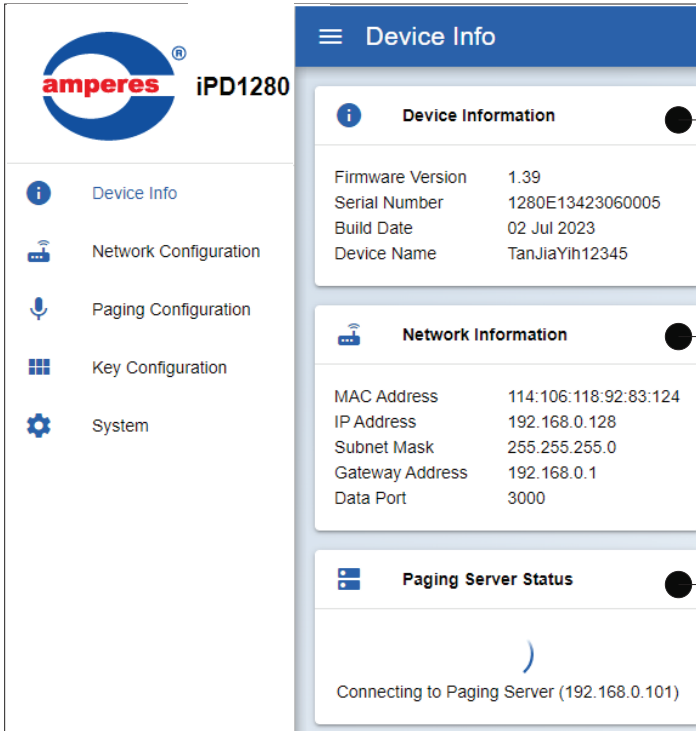 amperes
®
iPD1280
Device Info
Network Configuration
Paging Configuration
Key Configuration
System
Device Info
Device Information
Firmware Version 1.39
Serial Number 1280E13423060005
Build Date 02 Jul 2023
Device Name TanJiaYih12345
Network Information
MAC Address 114:106:118:92:83:124
IP Address 192.168.0.128
Subnet Mask 255.255.255.0
Gateway Address 192.168.0.1
Data Port 3000
Paging Server Status
Connecting to Paging Server (192.168.0.101)